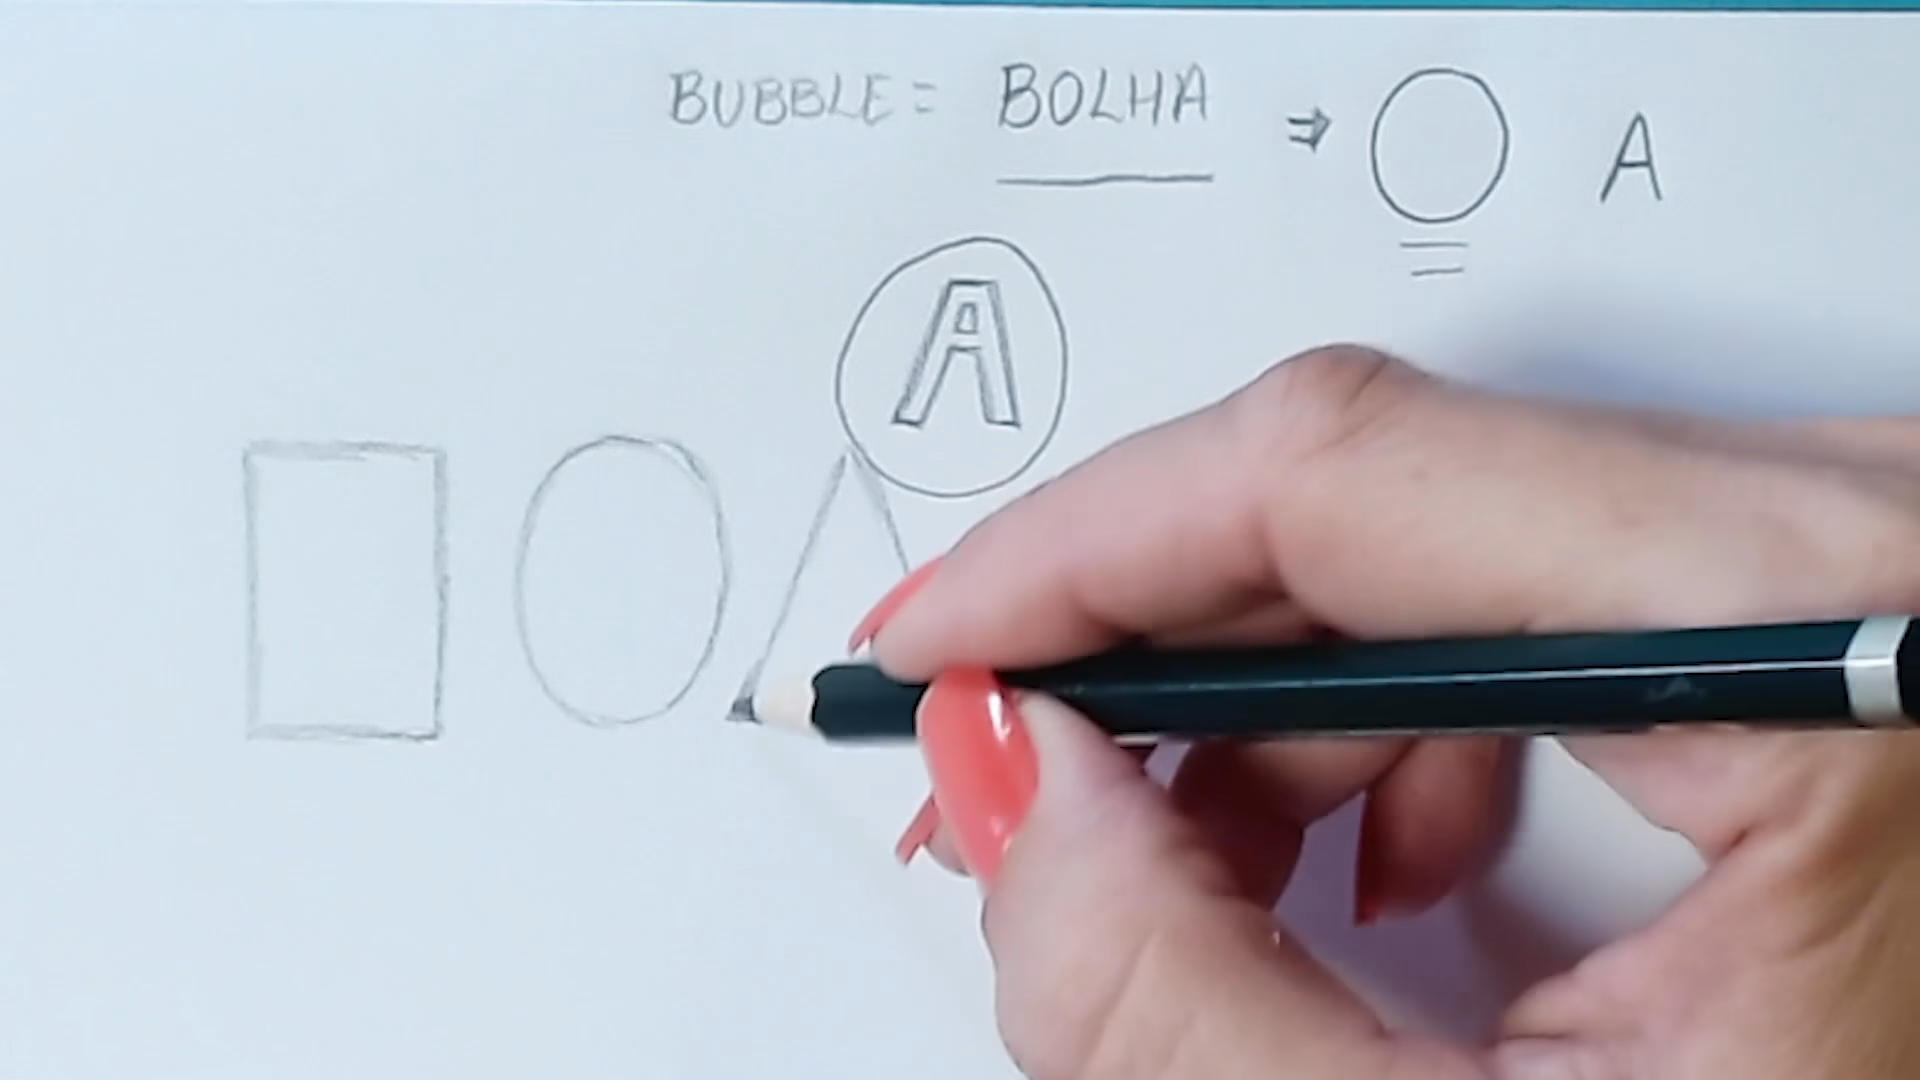 BUBBLE = BOLHA ⇒ A
A